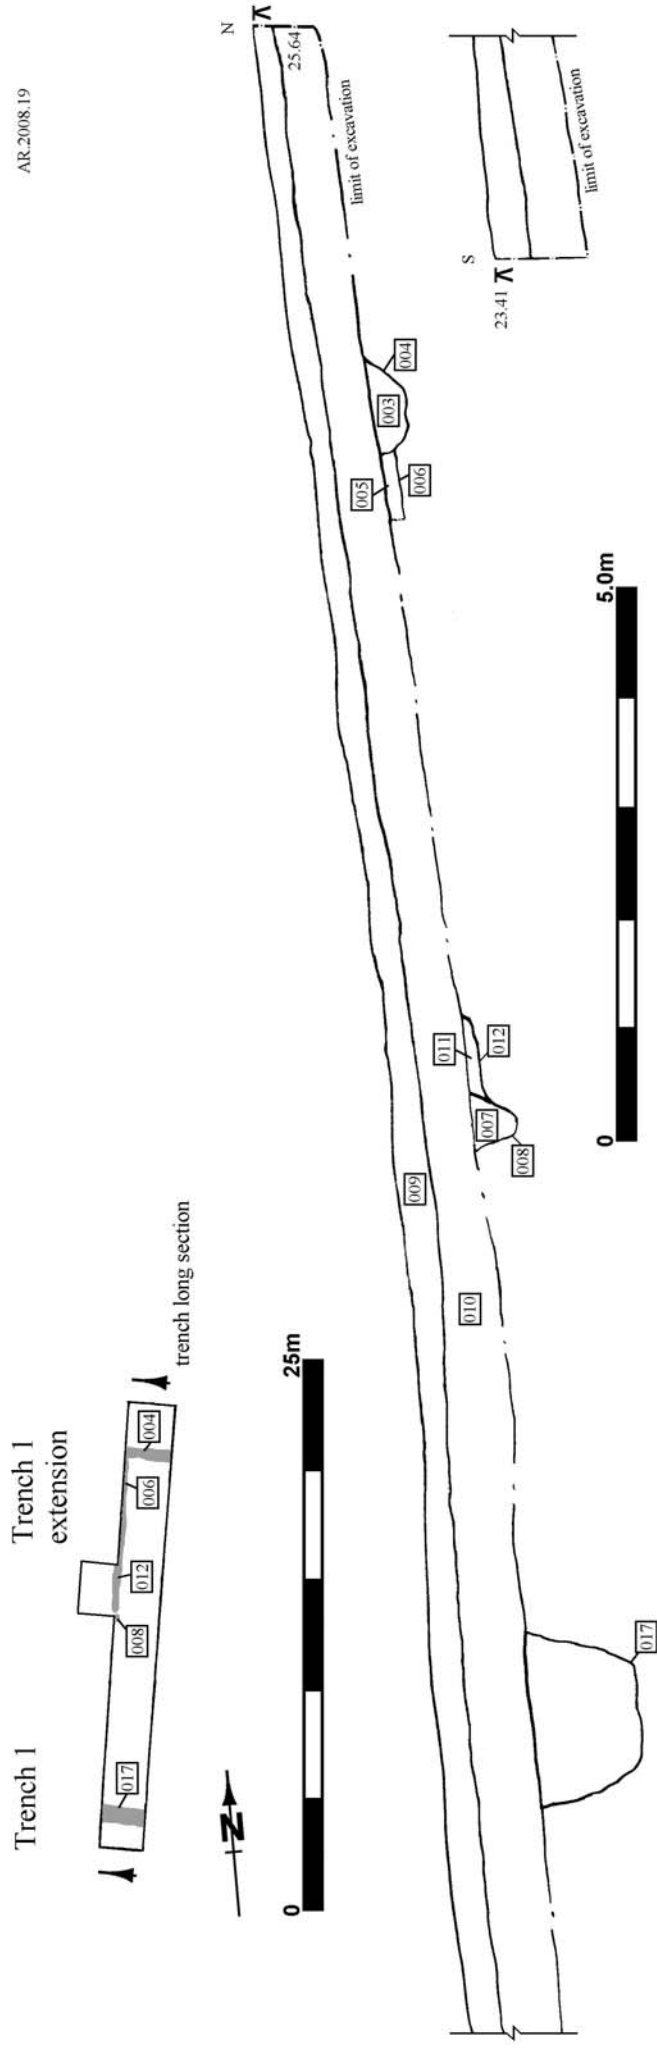 AR.2008.19
Trench 1
Trench 1
extension
017
008
012
006
004
trench long section
N
0
25m
N
25.64
limit of excavation
003
004
005
006
011
012
007
008
009
010
017
0
5.0m
S
23.41
limit of excavation